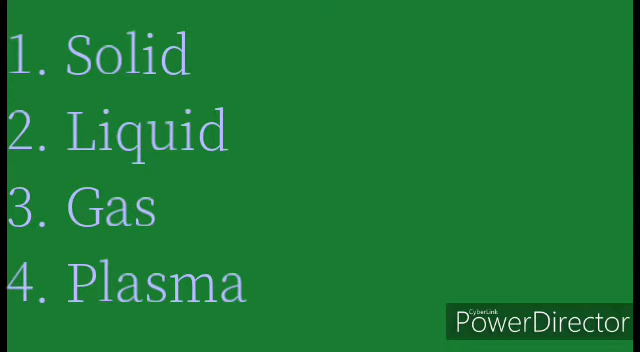 1. Solid
2. Liquid
3. Gas
4. Plasma
CyberLink
PowerDirector